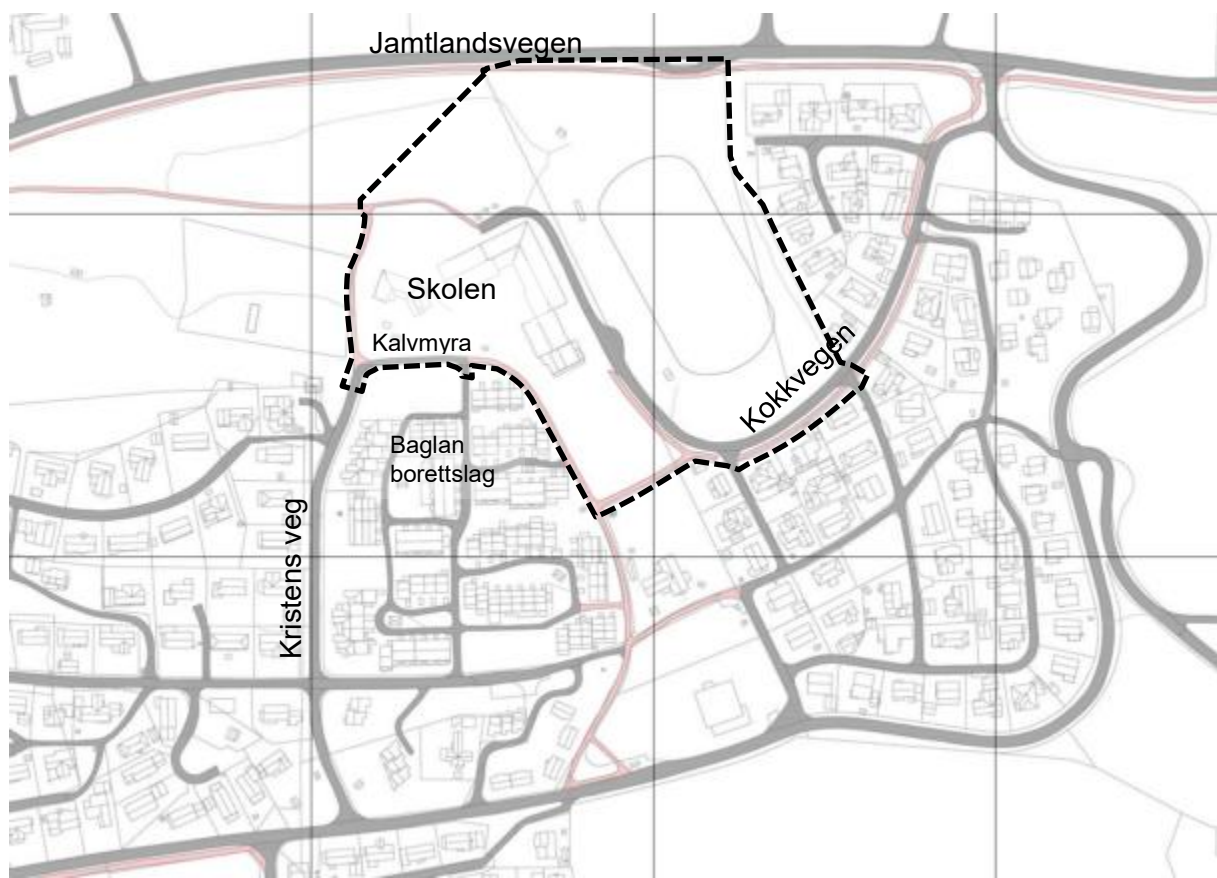 Jamtlandsvegen
Skolen
Kalvmyra
Kokkvegen
Baglan
borettslag
Kristens veg